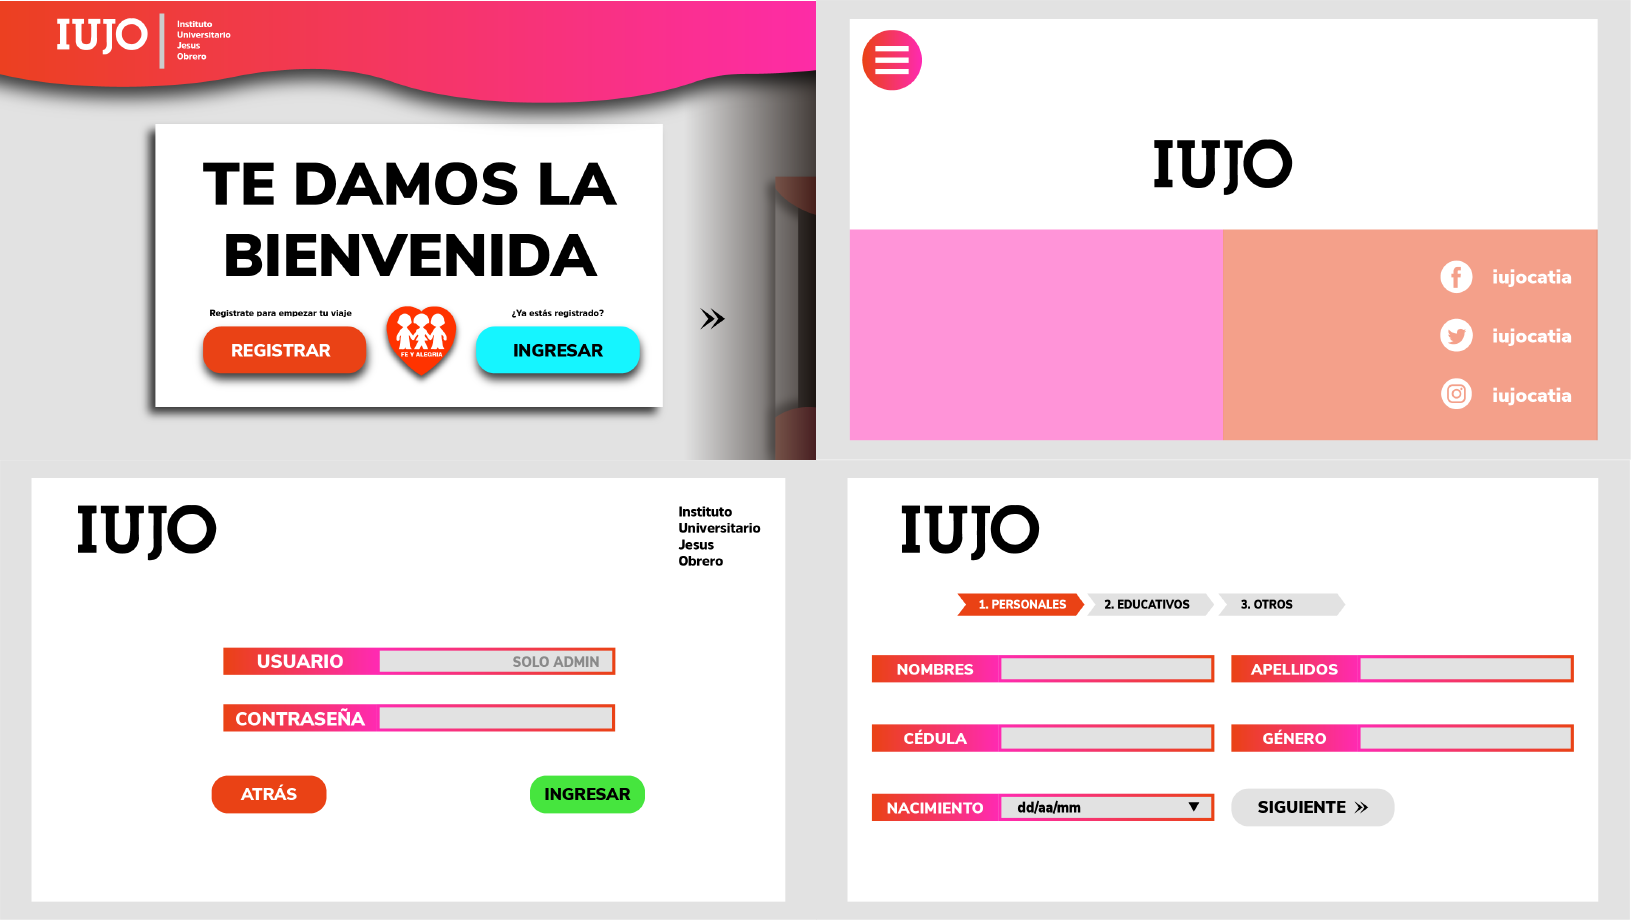 IUJO
Instituto
Universitario
Jesus
Obrero
TE DAMOS LA
BIENVENIDA
Registrate para empezar tu viaje
REGISTRAR
FE Y ALEGRIA
¿Ya estás registrado?
INGRESAR
»
IUJO
iujocatia
iujocatia
iujocatia
IUJO
Instituto
Universitario
Jesus
Obrero
USUARIO SOLO ADMIN
CONTRASEÑA
ATRÁS
INGRESAR
IUJO
1. PERSONALES
2. EDUCATIVOS
3. OTROS
NOMBRES
APELLIDOS
CÉDULA
GÉNERO
NACIMIENTO dd/aa/mm
SIGUIENTE »